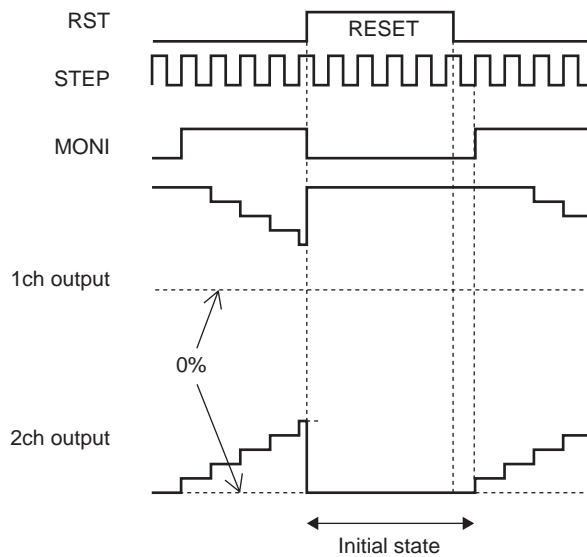 RST
RESET
STEP
MONI
1ch output
0%
2ch output
Initial state